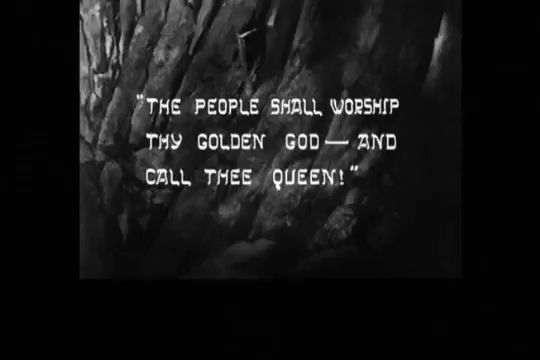 "THE PEOPLE SHALL WORSHIP
THY GOLDEN GOD — AND
CALL THEE QUEEN!"